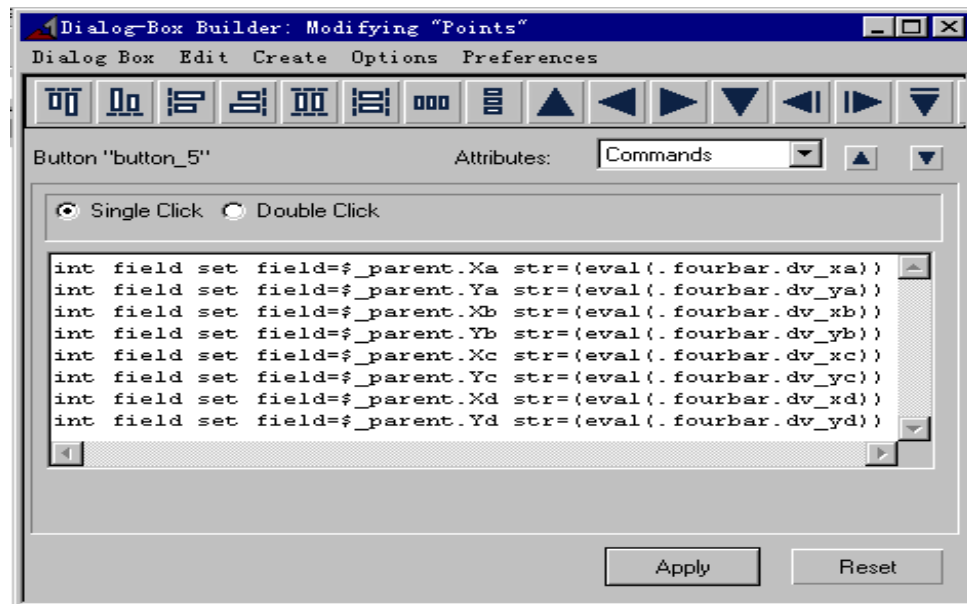 Dialog-Box Builder: Modifying "Points"
Dialog Box Edit Create Options Preferences
Button "button_5" Attributes: Commands
Single Click Double Click
int field set field=$_parent.Xa str=(eval(.fourbar.dv_xa))
int field set field=$_parent.Ya str=(eval(.fourbar.dv_ya))
int field set field=$_parent.Xb str=(eval(.fourbar.dv_xb))
int field set field=$_parent.Yb str=(eval(.fourbar.dv_yb))
int field set field=$_parent.Xc str=(eval(.fourbar.dv_xc))
int field set field=$_parent.Yc str=(eval(.fourbar.dv_yc))
int field set field=$_parent.Xd str=(eval(.fourbar.dv_xd))
int field set field=$_parent.Yd str=(eval(.fourbar.dv_yd))
Apply Reset